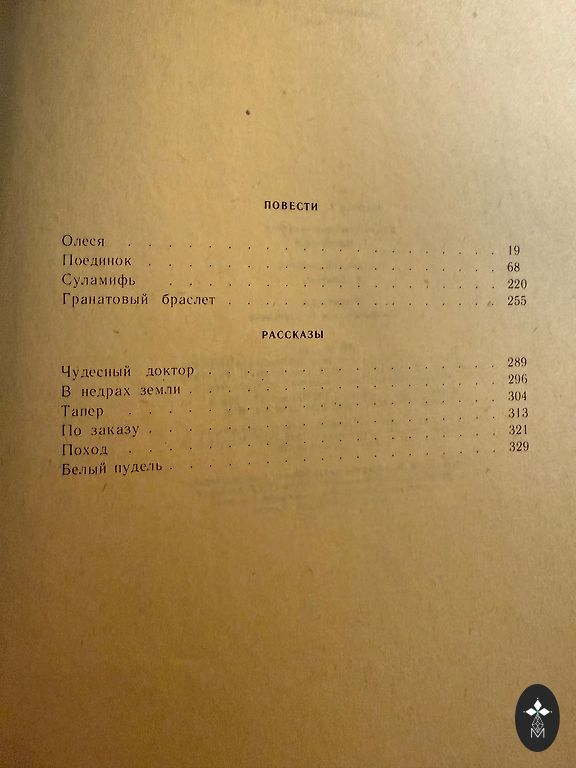 ПОВЕСТИ
Олеся . . . . . . . . . . . . . . . . . . . . 19
Поединок . . . . . . . . . . . . . . . . . . . 68
Суламифь . . . . . . . . . . . . . . . . . . 220
Гранатовый браслет . . . . . . . . . . . . . . 255
РАССКАЗЫ
Чудесный доктор . . . . . . . . . . . . . . . 289
В недрах земли . . . . . . . . . . . . . . . . 296
Тапер . . . . . . . . . . . . . . . . . . . . 304
По заказу . . . . . . . . . . . . . . . . . . 313
Поход . . . . . . . . . . . . . . . . . . . . 321
Белый пудель . . . . . . . . . . . . . . . . . 329
М